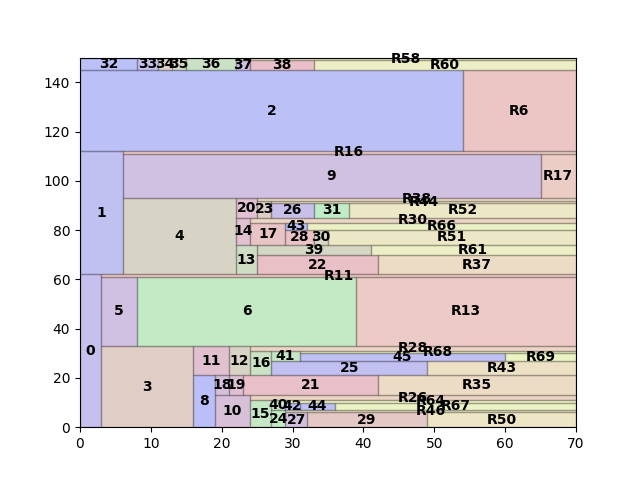 R58
32 33 34 35 36 37 38 R60
140
2 R6
120
R16
9 R17
100
R38
R44
20 23 26 31 R52
1 4
80
R30
14 17 43 R66
28 30 R51
39 R61
13 22 R37
60
R11
5 6 R13
40
R28
R68
0 11 12 16 41 45 R69
25 R43
20
3 18 19 21 R35
8 10 R26
R64
15 40 42 44 R67
R46
24 27 29 R50
0
0 10 20 30 40 50 60 70